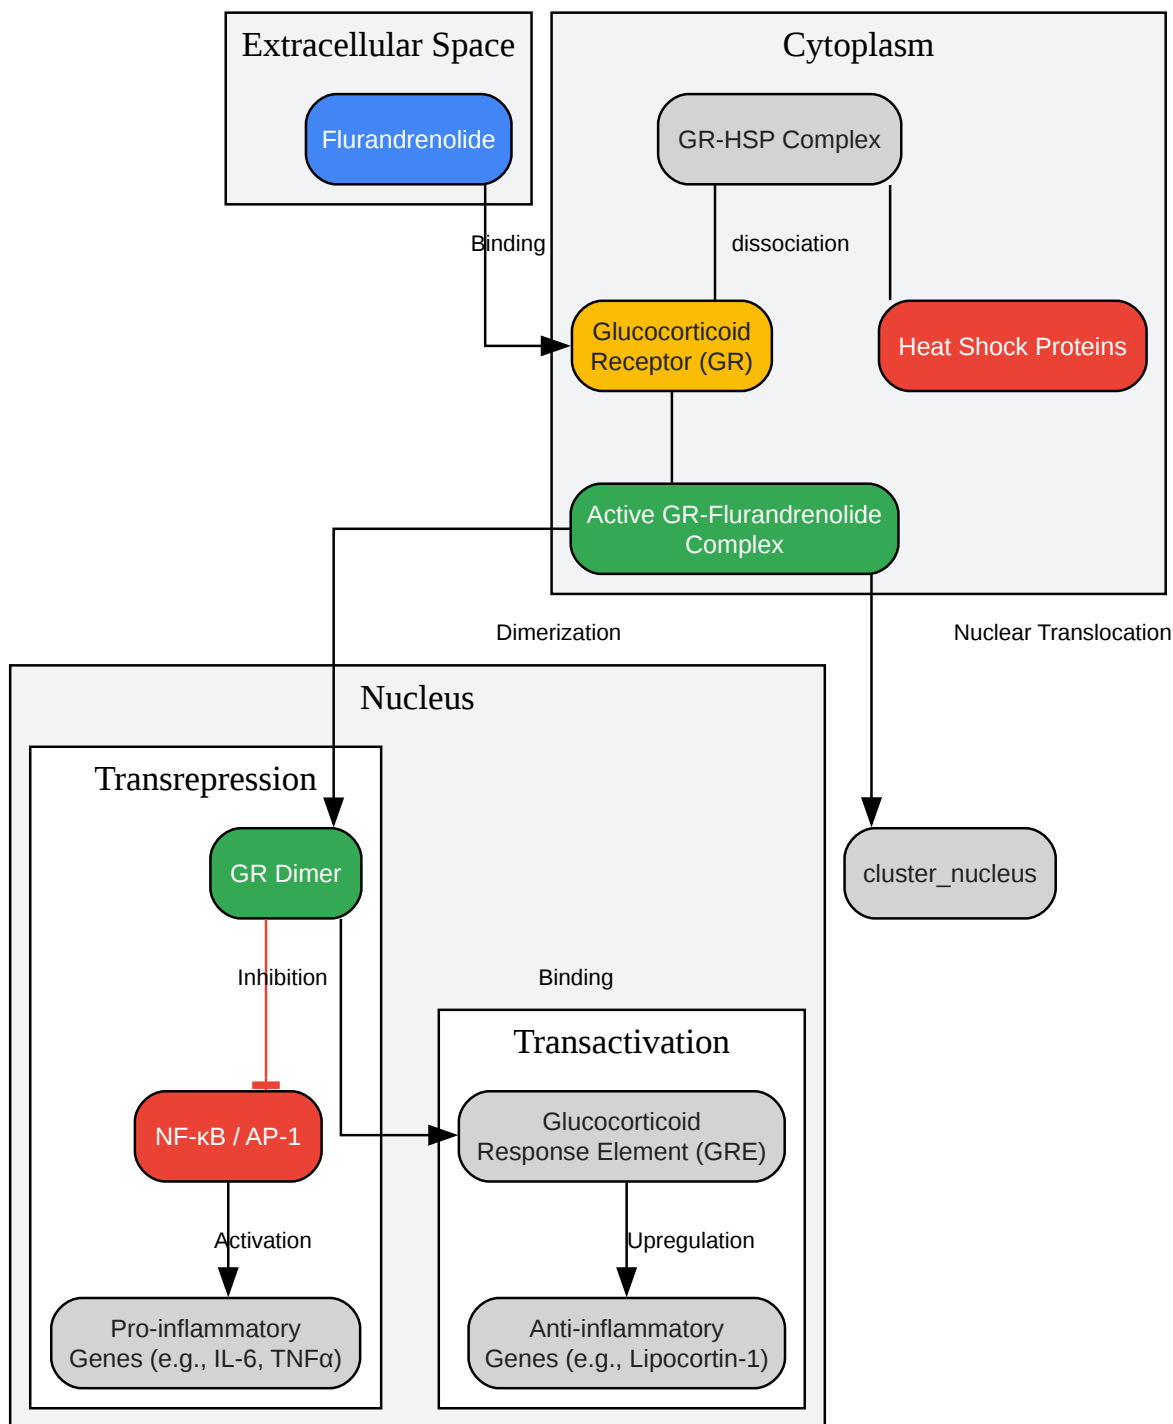 Extracellular Space
Cytoplasm
Flurandrenolide
GR-HSP Complex
Binding
dissociation
Glucocorticoid
Receptor (GR)
Heat Shock Proteins
Active GR-Flurandrenolide
Complex
Dimerization
Nuclear Translocation
Nucleus
Transrepression
GR Dimer
cluster_nucleus
Inhibition
Binding
Transactivation
NF-κB / AP-1
Glucocorticoid
Response Element (GRE)
Activation
Upregulation
Pro-inflammatory
Genes (e.g., IL-6, TNFα)
Anti-inflammatory
Genes (e.g., Lipocortin-1)